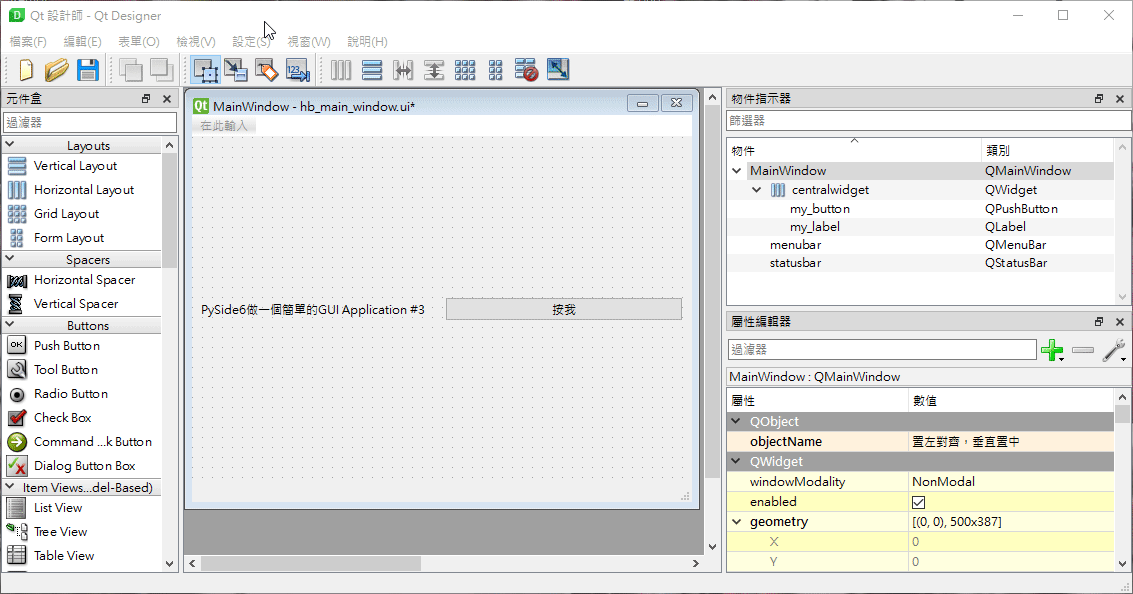 Qt 設計師 - Qt Designer
檔案(F) 編輯(E) 表單(O) 檢視(V) 設定(S) 視窗(W) 說明(H)
123
元件盒
過濾器
Layouts
Vertical Layout
Horizontal Layout
Grid Layout
Form Layout
Spacers
Horizontal Spacer
Vertical Spacer
Buttons
OK Push Button
Tool Button
Radio Button
Check Box
Command ...k Button
Dialog Button Box
Item Views...del-Based)
List View
Tree View
Table View
Qt MainWindow - hb_main_window.ui*
在此輸入
PySide6做一個簡單的GUI Application #3 按我
物件指示器
篩選器
物件 類別
MainWindow QMainWindow
centralwidget QWidget
my_button QPushButton
my_label QLabel
menubar QMenuBar
statusbar QStatusBar
屬性編輯器
過濾器
MainWindow : QMainWindow
屬性 數值
QObject
objectName 置左對齊，垂直置中
QWidget
windowModality NonModal
enabled
geometry [(0, 0), 500x387]
X 0
Y 0